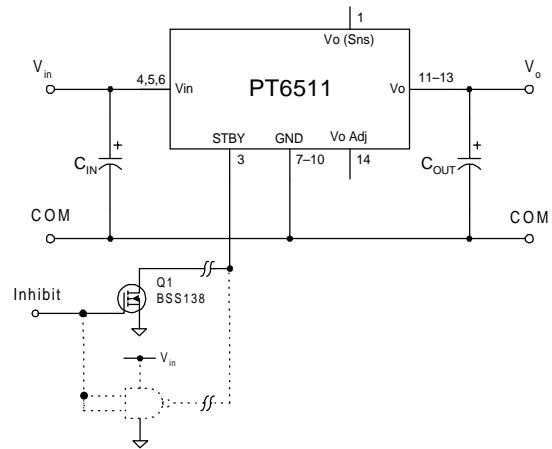 1
Vo (Sns)
Vin
4,5,6
Vin
PT6511
Vo
11–13
Vo
STBY
GND
Vo Adj
3
7–10
14
CIN
+
COUT
+
COM
COM
Q1
BSS138
Inhibit
Vin